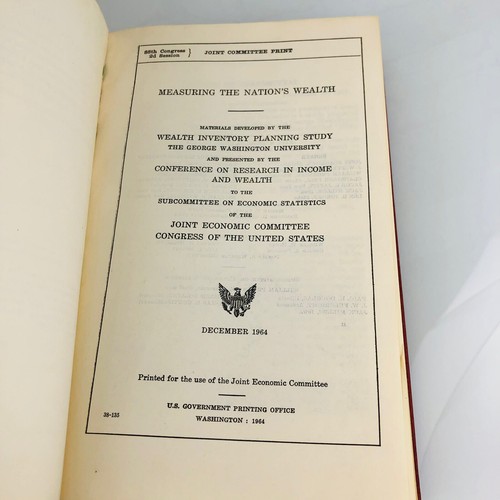 88th Congress
2d Session } JOINT COMMITTEE PRINT
MEASURING THE NATION'S WEALTH
MATERIALS DEVELOPED BY THE
WEALTH INVENTORY PLANNING STUDY
THE GEORGE WASHINGTON UNIVERSITY
AND PRESENTED BY THE
CONFERENCE ON RESEARCH IN INCOME
AND WEALTH
TO THE
SUBCOMMITTEE ON ECONOMIC STATISTICS
OF THE
JOINT ECONOMIC COMMITTEE
CONGRESS OF THE UNITED STATES
DECEMBER 1964
Printed for the use of the Joint Economic Committee
U.S. GOVERNMENT PRINTING OFFICE
38-135 WASHINGTON : 1964